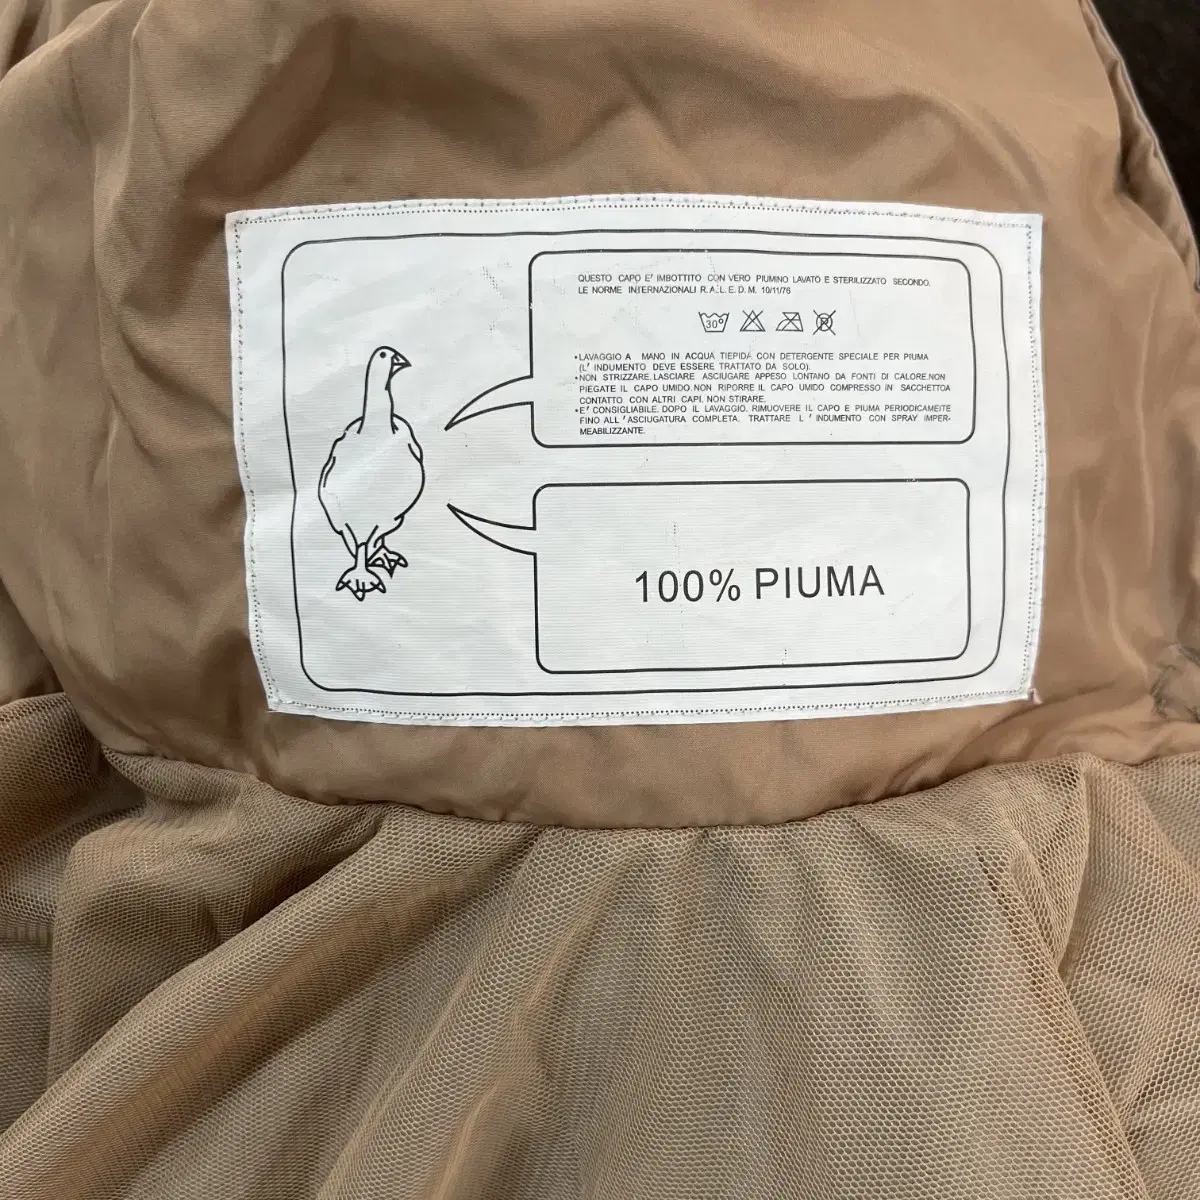 QUESTO CAPO E' IMBOTTITO CON VERO PIUMINO LAVATO E STERILIZZATO SECONDO.
LE NORME INTERNAZIONALI R.A.L.E.D.M. 10/11/76
30°
P
•LAVAGGIO A MANO IN ACQUA TIEPIDA CON DETERGENTE SPECIALE PER PIUMA
(L' INDUMENTO DEVE ESSERE TRATTATO DA SOLO).
•NON STRIZZARE. LASCIARE ASCIUGARE APPESO LONTANO DA FONTI DI CALORE.NON
PIEGATE IL CAPO UMIDO. NON RIPORRE IL CAPO UMIDO COMPRESSO IN SACCHETTOA
CONTATTO CON ALTRI CAPI. NON STIRARE.
•E' CONSIGLIABILE. DOPO IL LAVAGGIO. RIMUOVERE IL CAPO E PIUMA PERIODICAMEITE
FINO ALL' ASCIUGATURA COMPLETA. TRATTARE L' INDUMENTO CON SPRAY IMPER-
MEABILIZZANTE.
100% PIUMA